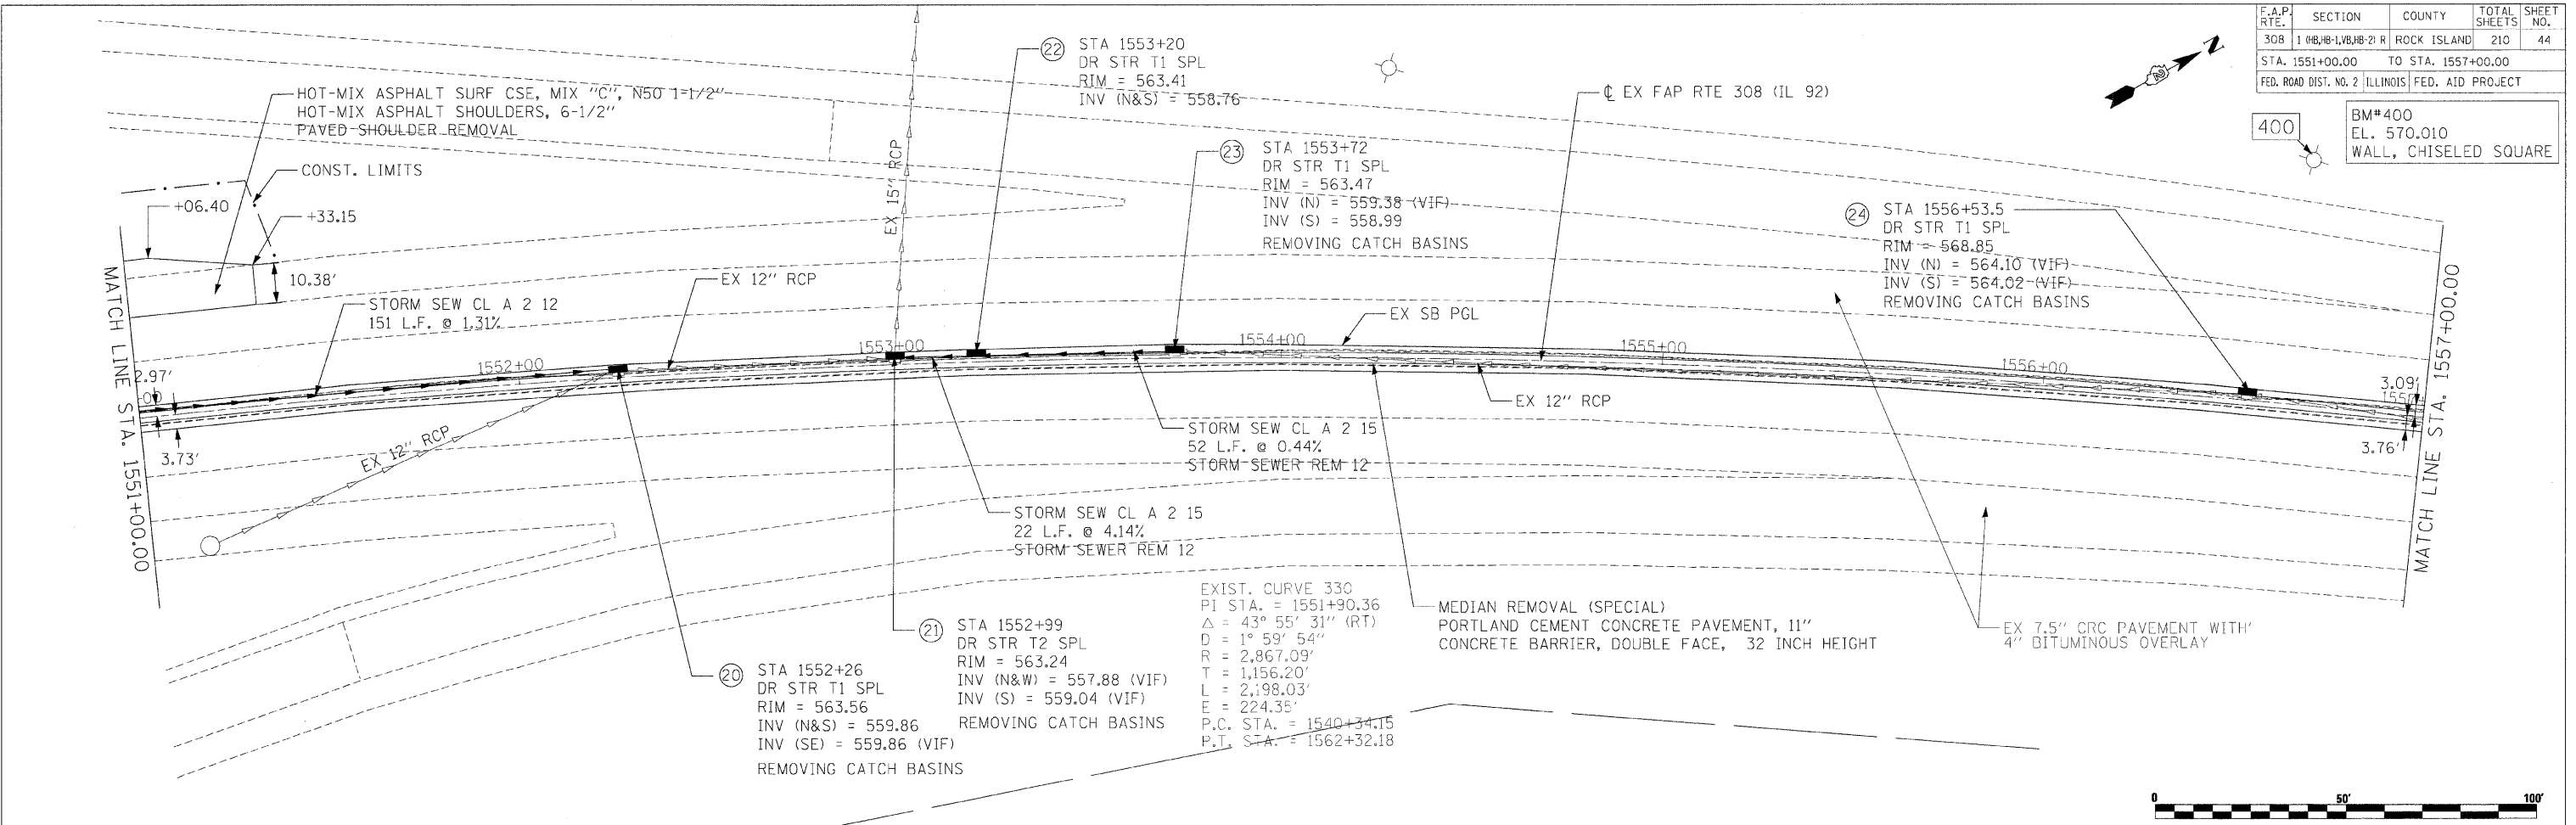 F.A.P. RTE. SECTION COUNTY TOTAL SHEETS SHEET NO.
308 1 (HB,HB-1,VB,HB-2) R ROCK ISLAND 210 44
STA. 1551+00.00 TO STA. 1557+00.00
FED. ROAD DIST. NO. 2 ILLINOIS FED. AID PROJECT
BM#400
EL. 570.010
WALL, CHISELED SQUARE
400
N
HOT-MIX ASPHALT SURF CSE, MIX "C", N50 1-1/2"
HOT-MIX ASPHALT SHOULDERS, 6-1/2"
PAVED SHOULDER REMOVAL
CONST. LIMITS
+06.40
+33.15
10.38'
MATCH LINE STA. 1551+00.00
STORM SEW CL A 2 12
151 L.F. @ 1.31%
EX 12" RCP
EX 15" RCP
22
STA 1553+20
DR STR T1 SPL
RIM = 563.41
INV (N&S) = 558.76
23
STA 1553+72
DR STR T1 SPL
RIM = 563.47
INV (N) = 559.38 (VIF)
INV (S) = 558.99
REMOVING CATCH BASINS
℄ EX FAP RTE 308 (IL 92)
24
STA 1556+53.5
DR STR T1 SPL
RIM = 568.85
INV (N) = 564.10 (VIF)
INV (S) = 564.02 (VIF)
REMOVING CATCH BASINS
EX SB PGL
1552+00
1553+00
1554+00
1555+00
1556+00
2.97'
3.73'
3.09'
3.76'
MATCH LINE STA. 1557+00.00
EX 12" RCP
EX 12" RCP
STORM SEW CL A 2 15
52 L.F. @ 0.44%
STORM SEWER REM 12
STORM SEW CL A 2 15
22 L.F. @ 4.14%
STORM SEWER REM 12
20
STA 1552+26
DR STR T1 SPL
RIM = 563.56
INV (N&S) = 559.86
INV (SE) = 559.86 (VIF)
REMOVING CATCH BASINS
21
STA 1552+99
DR STR T2 SPL
RIM = 563.24
INV (N&W) = 557.88 (VIF)
INV (S) = 559.04 (VIF)
REMOVING CATCH BASINS
EXIST. CURVE 330
PI STA. = 1551+90.36
Δ = 43° 55' 31" (RT)
D = 1° 59' 54"
R = 2,867.09'
T = 1,156.20'
L = 2,198.03'
E = 224.35'
P.C. STA. = 1540+34.15
P.T. STA. = 1562+32.18
MEDIAN REMOVAL (SPECIAL)
PORTLAND CEMENT CONCRETE PAVEMENT, 11"
CONCRETE BARRIER, DOUBLE FACE, 32 INCH HEIGHT
EX 7.5" CRC PAVEMENT WITH
4" BITUMINOUS OVERLAY
0 50' 100'